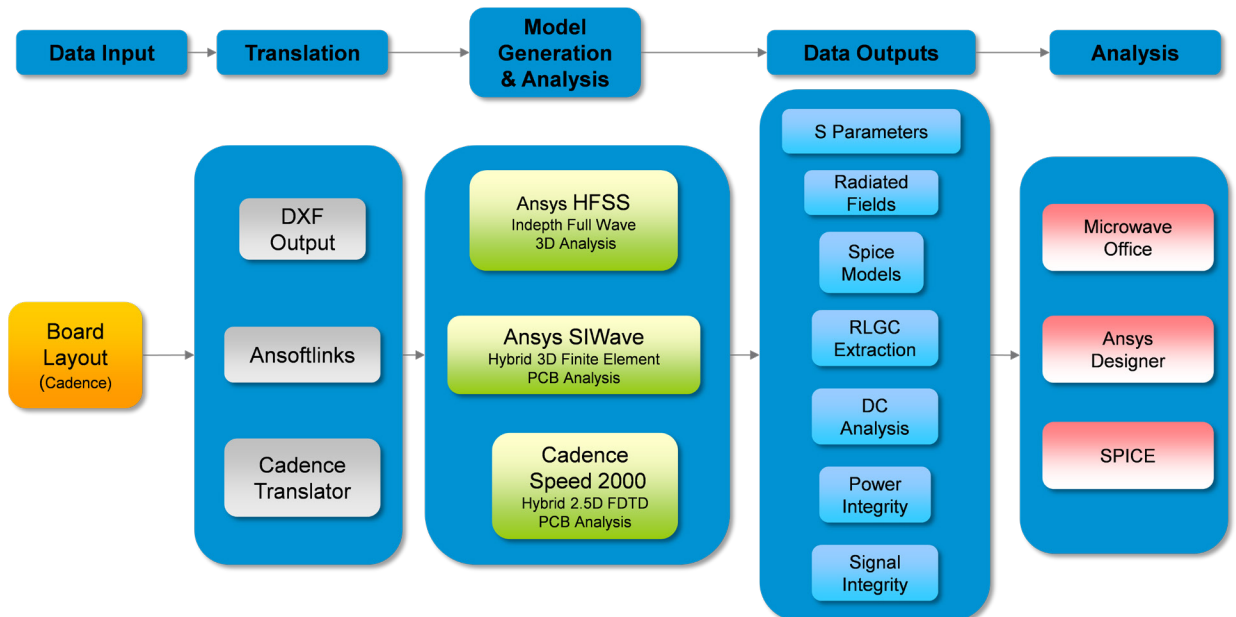 Data Input
Translation
Model
Generation
& Analysis
Data Outputs
Analysis
Board
Layout
(Cadence)
DXF
Output
Ansoftlinks
Cadence
Translator
Ansys HFSS
Indepth Full Wave
3D Analysis
Ansys SIWave
Hybrid 3D Finite Element
PCB Analysis
Cadence
Speed 2000
Hybrid 2.5D FDTD
PCB Analysis
S Parameters
Radiated
Fields
Spice
Models
RLGC
Extraction
DC
Analysis
Power
Integrity
Signal
Integrity
Microwave
Office
Ansys
Designer
SPICE